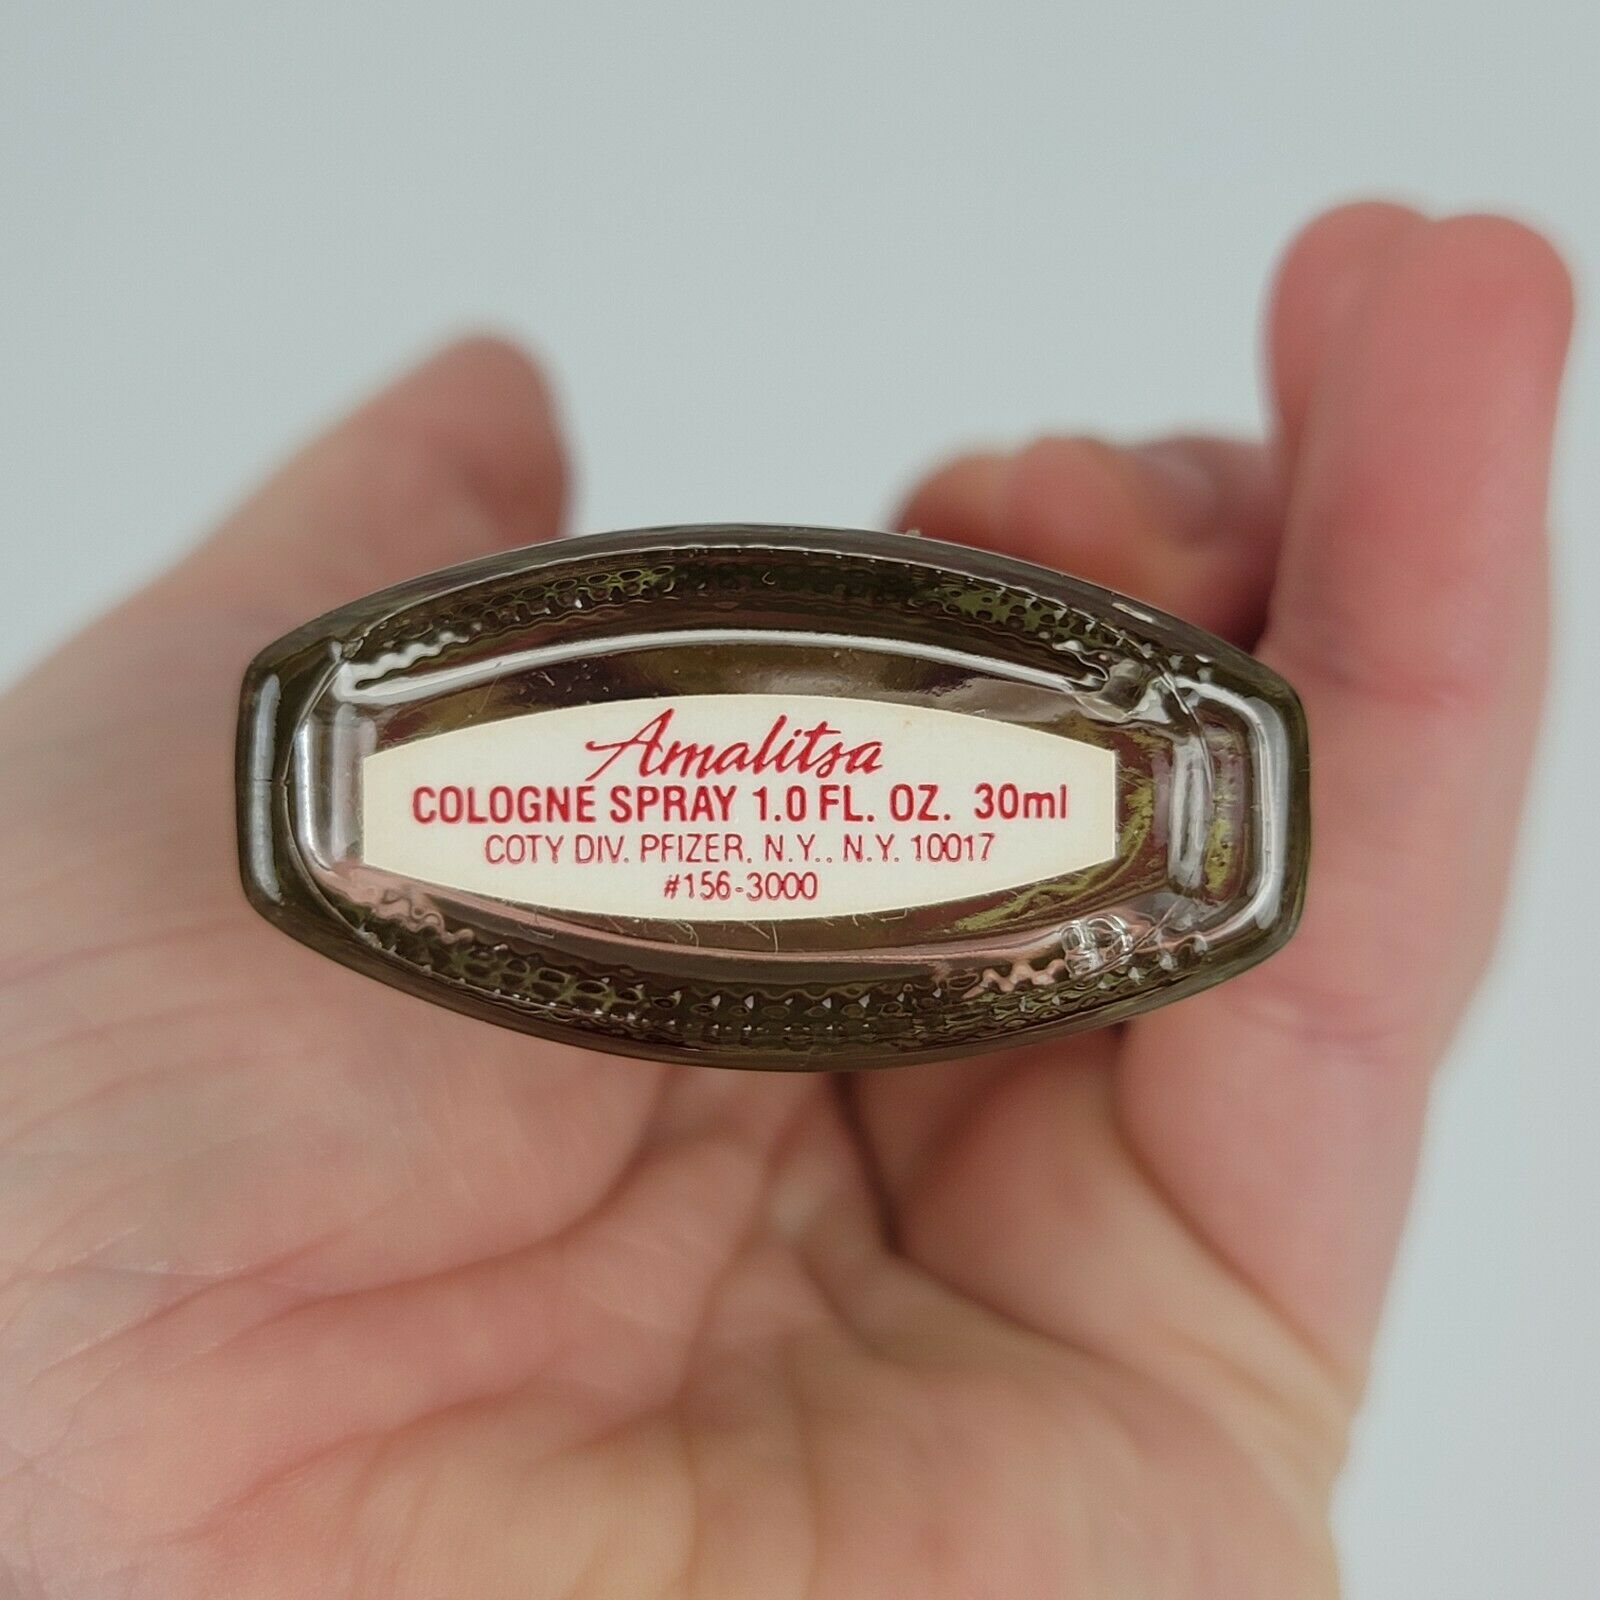 Amalitsa
COLOGNE SPRAY 1.0 FL. OZ. 30ml
COTY DIV. PFIZER, N.Y., N.Y. 10017
#156-3000